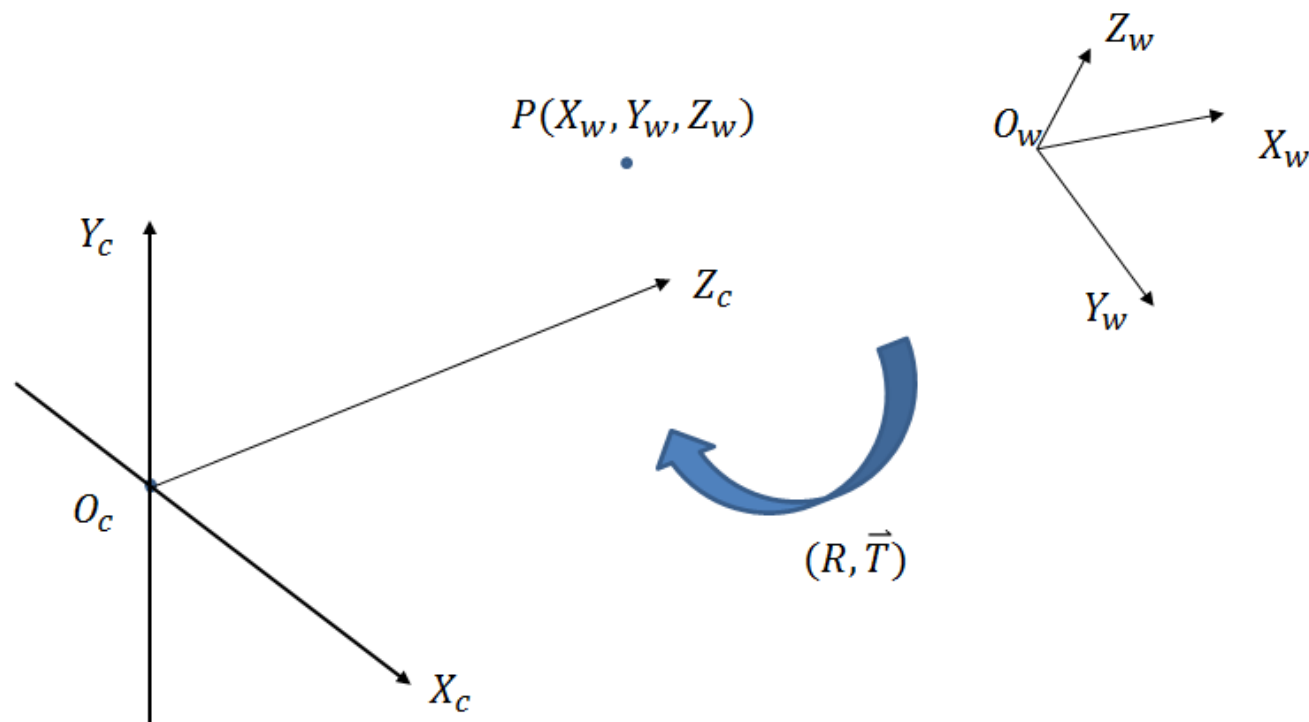 Z_w
P(X_w, Y_w, Z_w)
O_w
X_w
Y_c
Z_c
Y_w
O_c
(R, \vec{T})
X_c